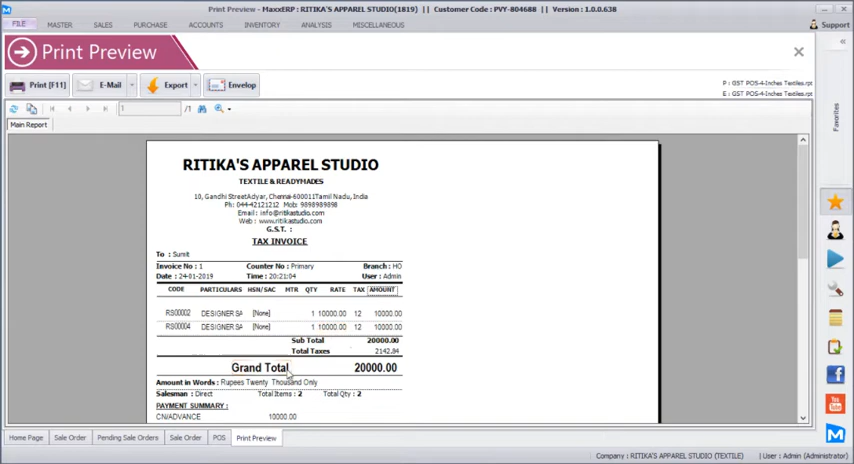 Print Preview - MaxxERP : RITIKA'S APPAREL STUDIO(1819) || Customer Code : PVY-804688 || Version : 1.0.0.638
FILE MASTER SALES PURCHASE ACCOUNTS INVENTORY ANALYSIS MISCELLANEOUS Support
Print Preview
Print [F11] E-Mail Export Envelop
P : GST POS-4-Inches Textiles.rpt
E : GST POS-4-Inches Textiles.rpt
1 /1
Main Report
Favorites
RITIKA'S APPAREL STUDIO
TEXTILE & READYMADES
10, Gandhi StreetAdyar, Chennai-600011Tamil Nadu, India
Ph: 044-42121212 Mob: 9898989898
Email : info@ritikastudio.com
Web : www.ritikastudio.com
G.S.T. :
TAX INVOICE
To : Sumit
Invoice No : 1 Counter No : Primary Branch : HO
Date : 24-01-2019 Time : 20:21:04 User : Admin
CODE PARTICULARS HSN/SAC MTR QTY RATE TAX AMOUNT
RS00002 DESIGNER SA [None] 1 10000.00 12 10000.00
RS00004 DESIGNER SA [None] 1 10000.00 12 10000.00
Sub Total 20000.00
Total Taxes 2142.84
Grand Total 20000.00
Amount in Words : Rupees Twenty Thousand Only
Salesman : Direct Total Items : 2 Total Qty : 2
PAYMENT SUMMARY :
CN/ADVANCE 10000.00
You Tube
Home Page Sale Order Pending Sale Orders Sale Order POS Print Preview
Company : RITIKA'S APPAREL STUDIO (TEXTILE) User : Admin (Administrator)